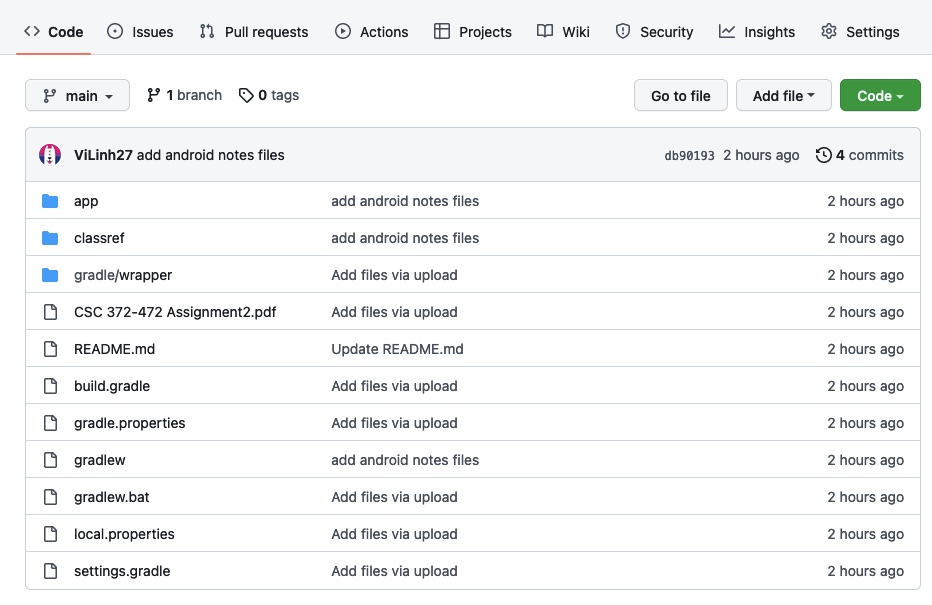 Code Issues Pull requests Actions Projects Wiki Security Insights Settings
main 1 branch 0 tags Go to file Add file Code
ViLinh27 add android notes files db90193 2 hours ago 4 commits
app add android notes files 2 hours ago
classref add android notes files 2 hours ago
gradle/wrapper Add files via upload 2 hours ago
CSC 372-472 Assignment2.pdf Add files via upload 2 hours ago
README.md Update README.md 2 hours ago
build.gradle Add files via upload 2 hours ago
gradle.properties Add files via upload 2 hours ago
gradlew add android notes files 2 hours ago
gradlew.bat Add files via upload 2 hours ago
local.properties Add files via upload 2 hours ago
settings.gradle Add files via upload 2 hours ago